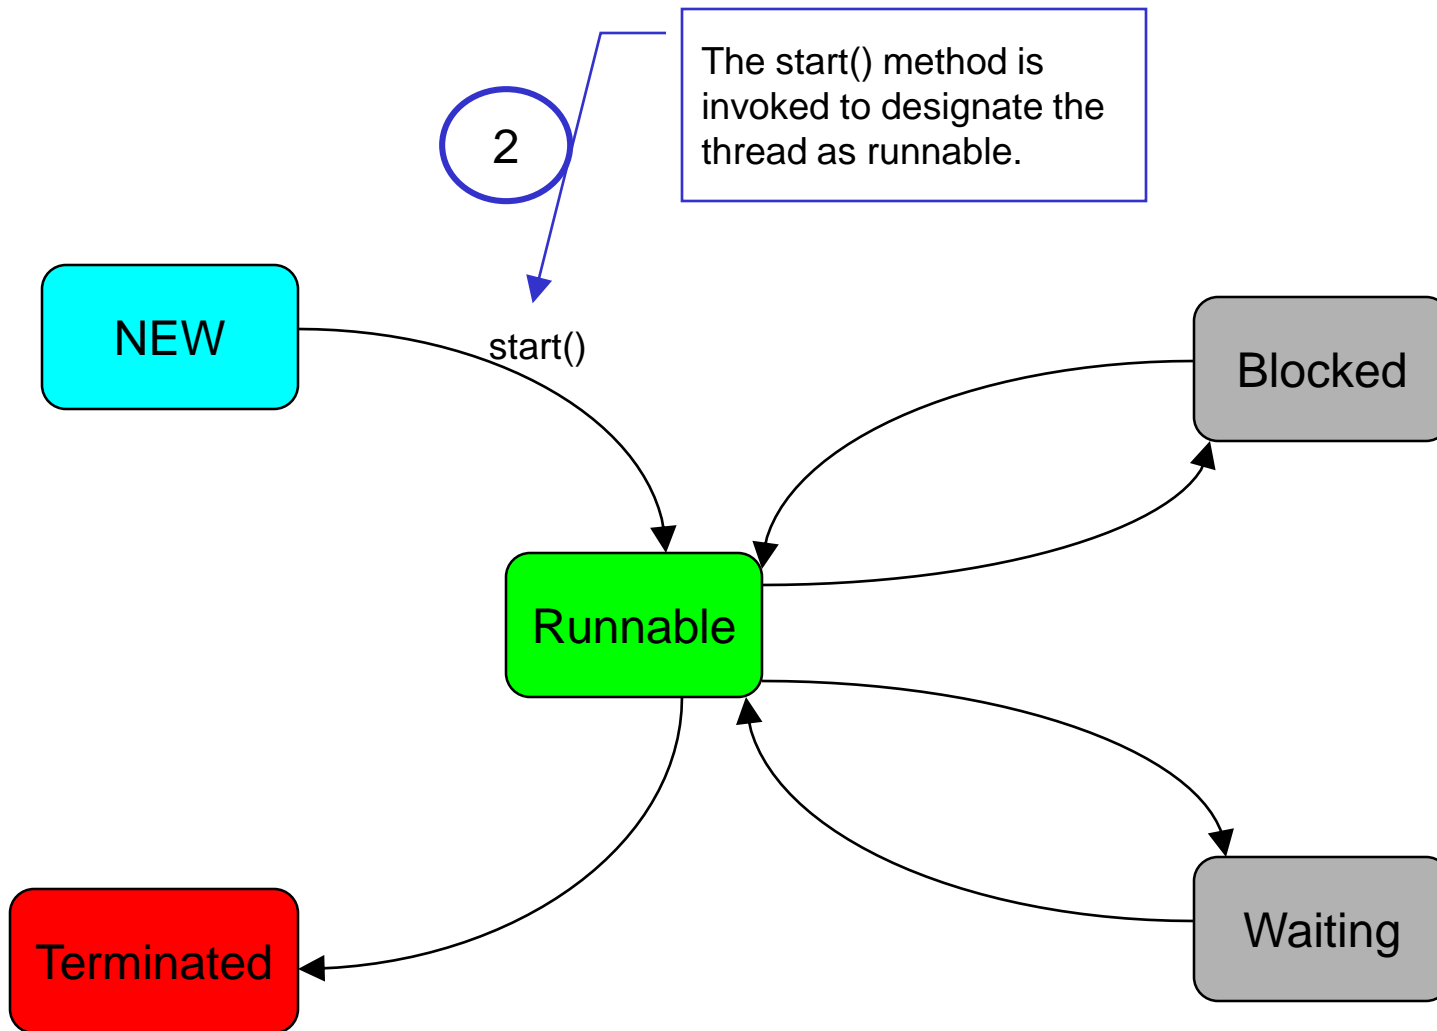 The start() method is
invoked to designate the
thread as runnable.
2
NEW
start()
Blocked
Runnable
Terminated
Waiting